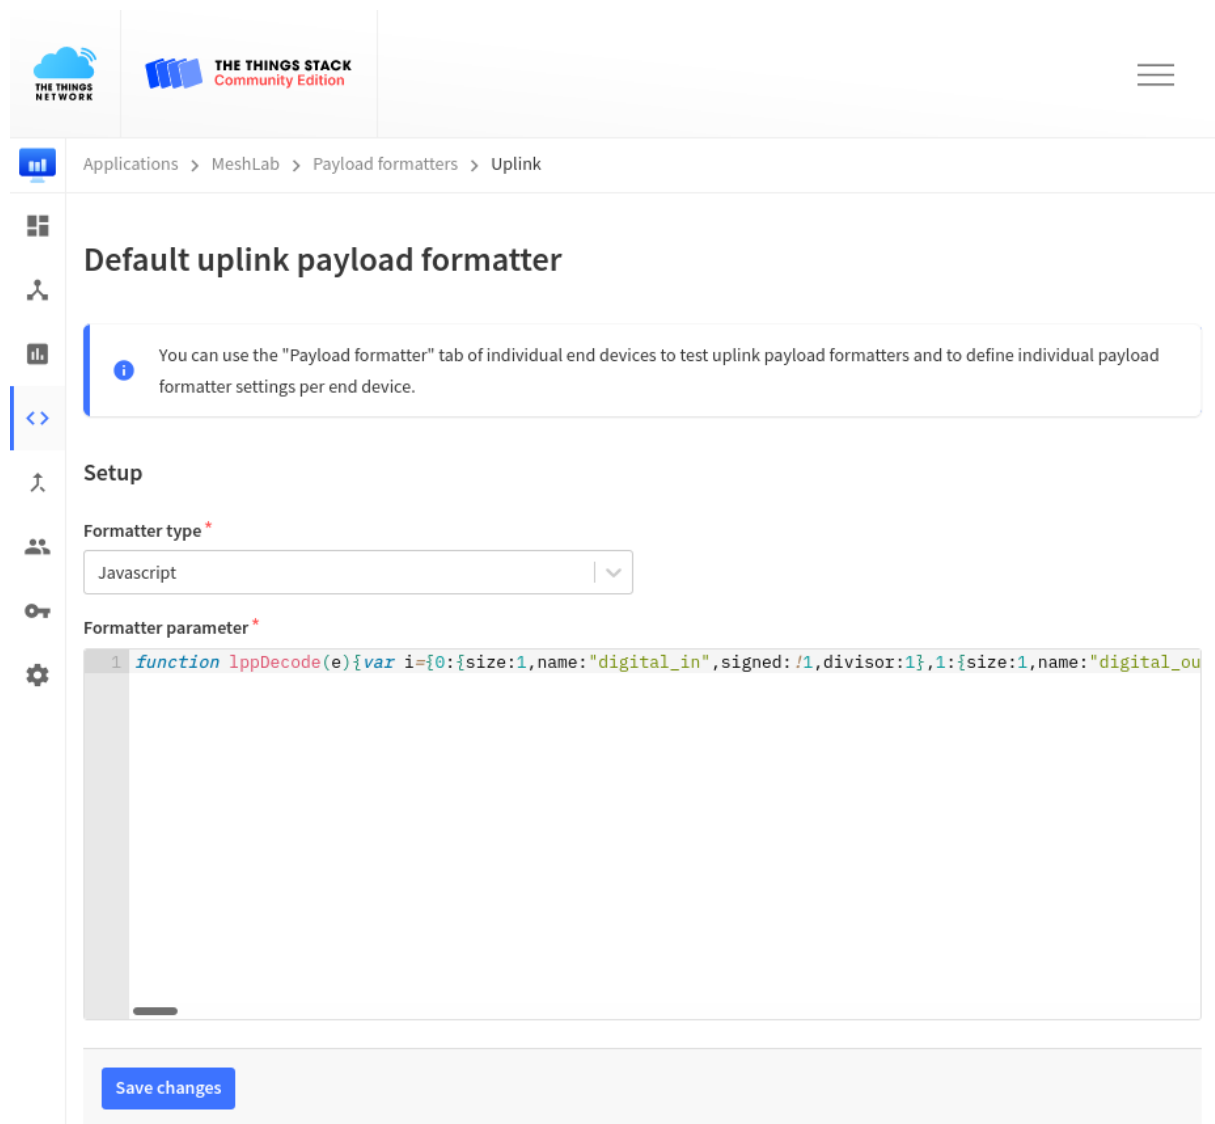 THE THINGS
NETWORK
THE THINGS STACK
Community Edition
Applications > MeshLab > Payload formatters > Uplink
Default uplink payload formatter
You can use the "Payload formatter" tab of individual end devices to test uplink payload formatters and to define individual payload
formatter settings per end device.
Setup
Formatter type*
Javascript
Formatter parameter*
1 function lppDecode(e){var i={0:{size:1,name:"digital_in",signed:!1,divisor:1},1:{size:1,name:"digital_ou
Save changes